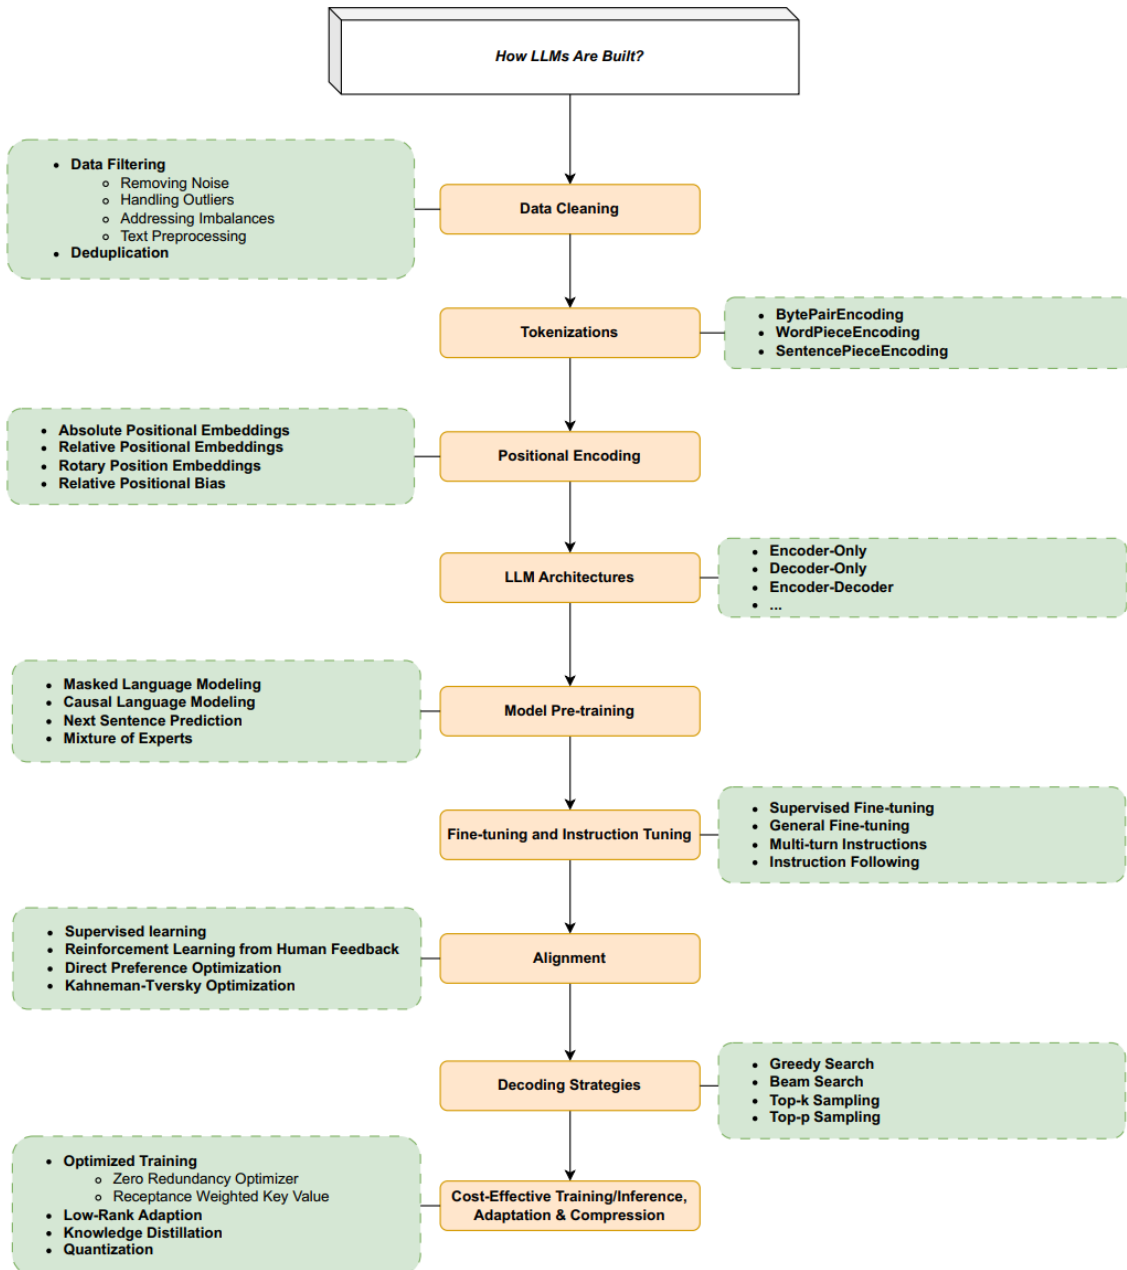 How LLMs Are Built?
Data Filtering
Removing Noise
Handling Outliers
Addressing Imbalances
Text Preprocessing
Deduplication
Data Cleaning
Tokenizations
BytePairEncoding
WordPieceEncoding
SentencePieceEncoding
Absolute Positional Embeddings
Relative Positional Embeddings
Rotary Position Embeddings
Relative Positional Bias
Positional Encoding
LLM Architectures
Encoder-Only
Decoder-Only
Encoder-Decoder
...
Masked Language Modeling
Causal Language Modeling
Next Sentence Prediction
Mixture of Experts
Model Pre-training
Fine-tuning and Instruction Tuning
Supervised Fine-tuning
General Fine-tuning
Multi-turn Instructions
Instruction Following
Supervised learning
Reinforcement Learning from Human Feedback
Direct Preference Optimization
Kahneman-Tversky Optimization
Alignment
Decoding Strategies
Greedy Search
Beam Search
Top-k Sampling
Top-p Sampling
Optimized Training
Zero Redundancy Optimizer
Receptance Weighted Key Value
Low-Rank Adaption
Knowledge Distillation
Quantization
Cost-Effective Training/Inference,
Adaptation & Compression